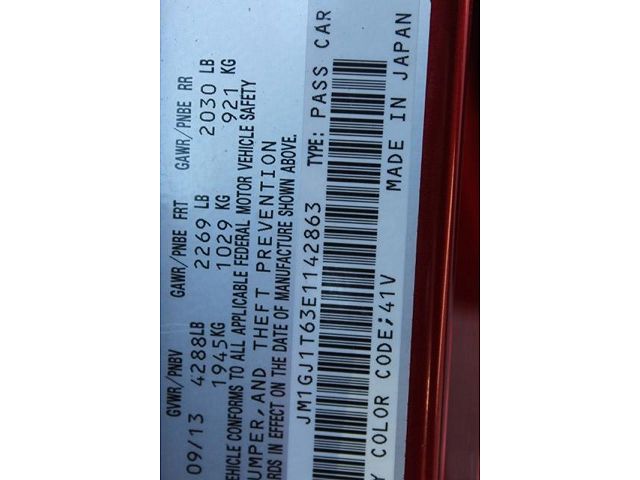 GVWR/PNBV GAWR/PNBE FRT GAWR/PNBE RR
09/13 4288LB 2269 LB 2030 LB
1945KG 1029 KG 921 KG
EHICLE CONFORMS TO ALL APPLICABLE FEDERAL MOTOR VEHICLE SAFETY
UMPER, AND THEFT PREVENTION
DS IN EFFECT ON THE DATE OF MANUFACTURE SHOWN ABOVE.
JM1GJ1T63E1142863 TYPE: PASS CAR
Y COLOR CODE;41V MADE IN JAPAN